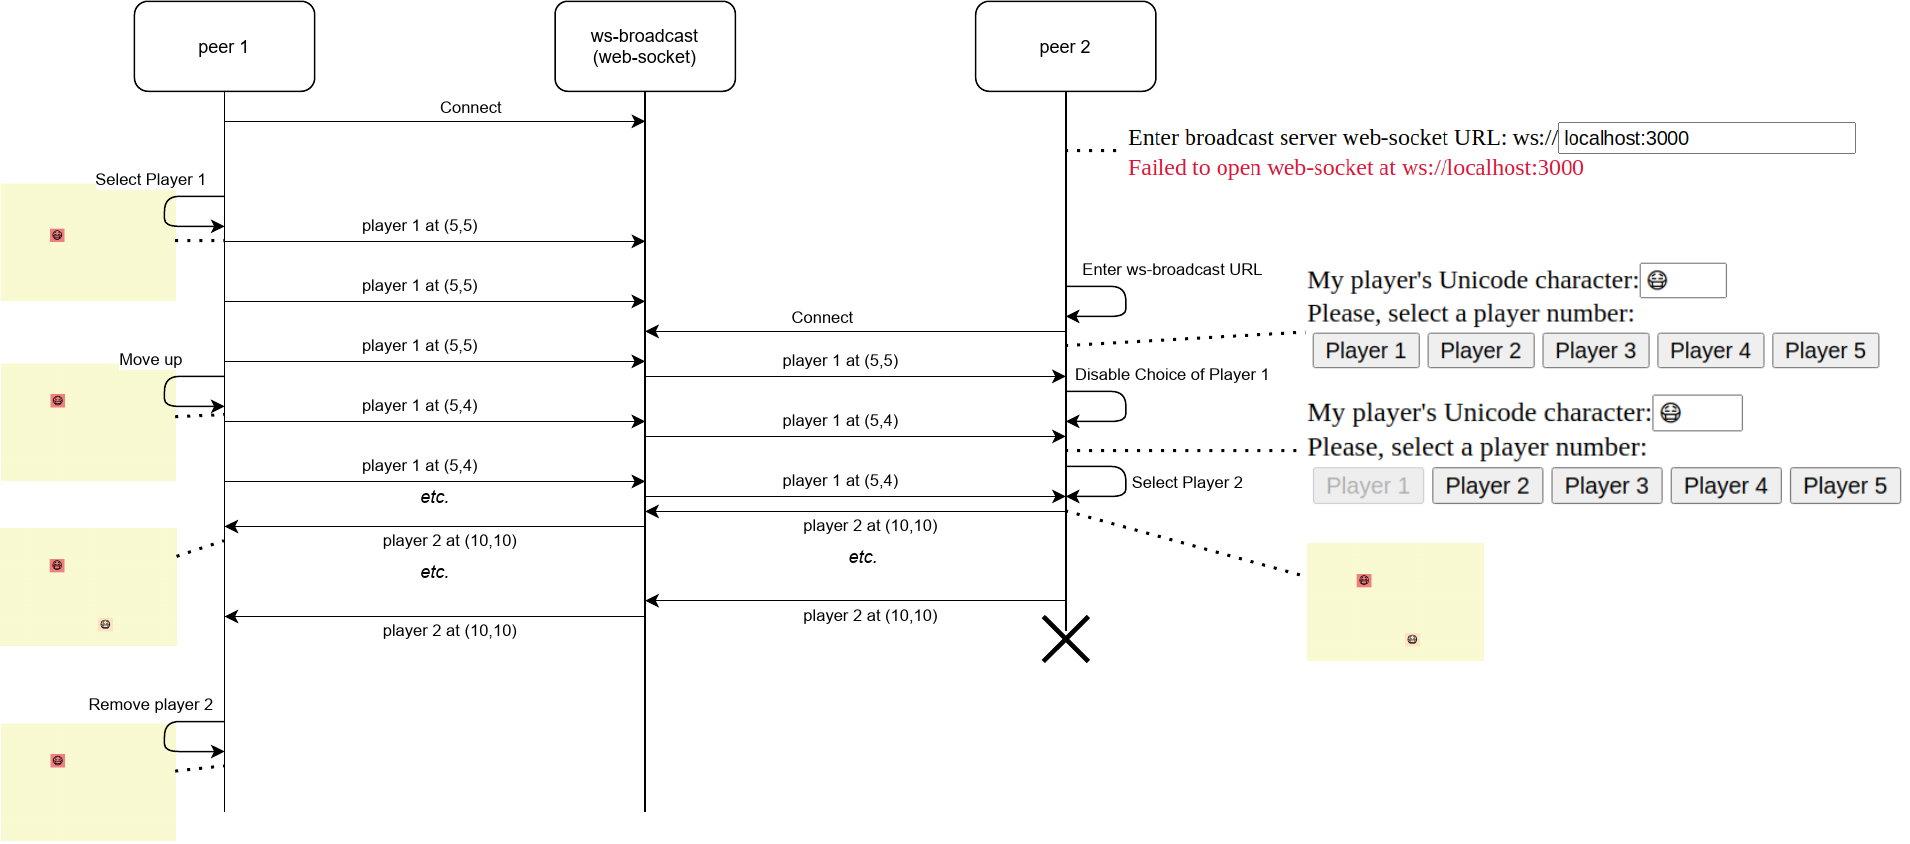 peer 1
ws-broadcast
(web-socket)
peer 2
Connect
Enter broadcast server web-socket URL: ws://localhost:3000
Failed to open web-socket at ws://localhost:3000
Select Player 1
player 1 at (5,5)
Enter ws-broadcast URL
My player's Unicode character:😷
player 1 at (5,5)
Please, select a player number:
Connect
player 1 at (5,5)
Player 1 Player 2 Player 3 Player 4 Player 5
Move up
player 1 at (5,5)
Disable Choice of Player 1
player 1 at (5,4)
My player's Unicode character:😷
player 1 at (5,4)
Please, select a player number:
player 1 at (5,4)
player 1 at (5,4)
Select Player 2
Player 1 Player 2 Player 3 Player 4 Player 5
etc.
player 2 at (10,10)
player 2 at (10,10)
etc.
etc.
player 2 at (10,10)
player 2 at (10,10)
Remove player 2